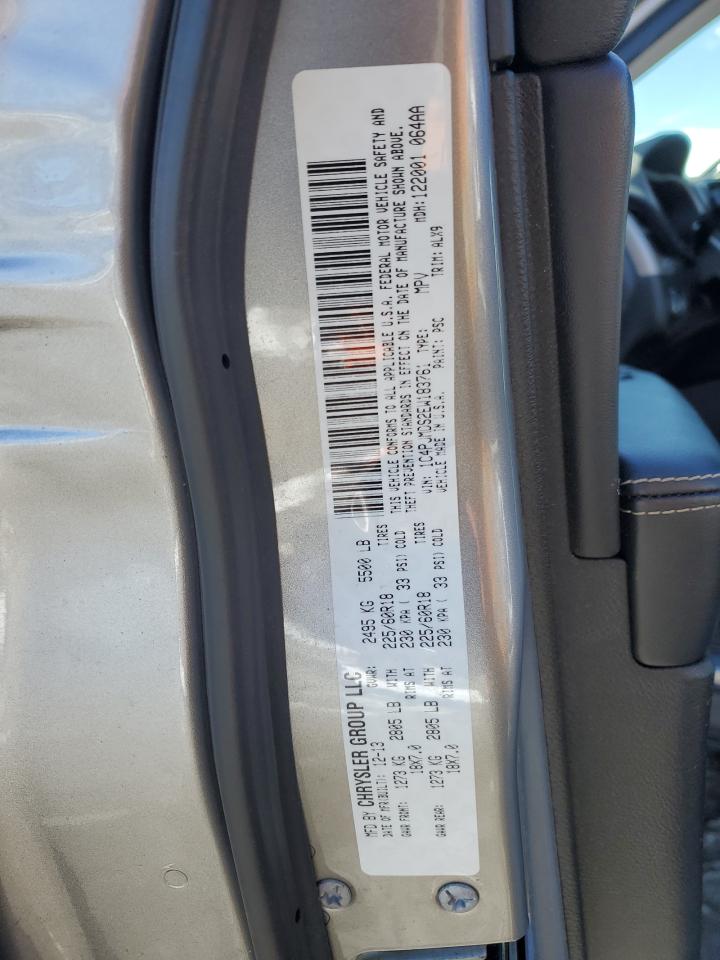 MFD BY CHRYSLER GROUP LLC
DATE OF MFR(BUILT): 12-13 GVWR: 2495 KG 5500 LB
GAWR FRONT: 1273 KG 2805 LB WITH 225/60R18 TIRES
18X7.0 RIMS AT 230 KPA ( 33 PSI) COLD
GAWR REAR: 1273 KG 2805 LB WITH 225/60R18 TIRES
18X7.0 RIMS AT 230 KPA ( 33 PSI) COLD
THIS VEHICLE CONFORMS TO ALL APPLICABLE U.S.A. FEDERAL MOTOR VEHICLE SAFETY AND
THEFT PREVENTION STANDARDS IN EFFECT ON THE DATE OF MANUFACTURE SHOWN ABOVE.
VIN: 1C4PJMDS2EW183761 TYPE: MPV MDH: 122001 064AA
VEHICLE MADE IN U.S.A. PAINT: PSC TRIM: ALX9